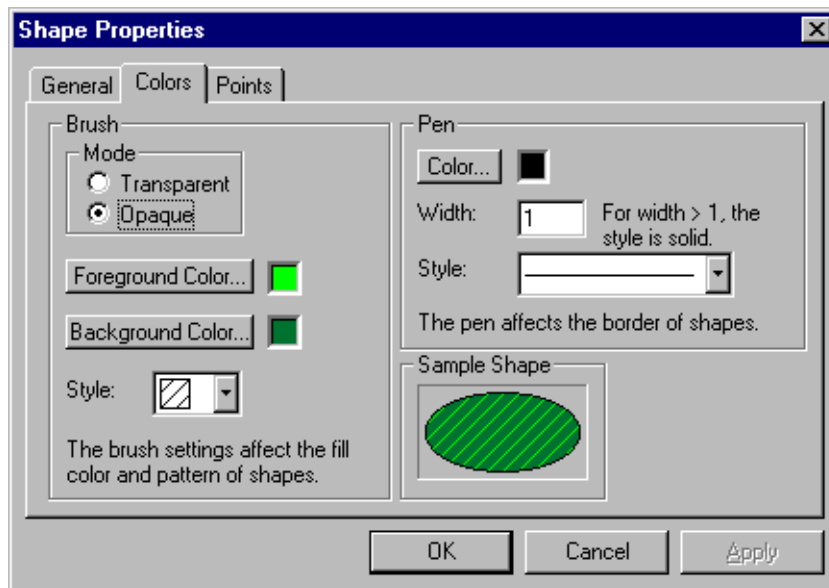 Shape Properties
General Colors Points
Brush
Mode
Transparent
Opaque
Foreground Color...
Background Color...
Style:
The brush settings affect the fill
color and pattern of shapes.
Pen
Color...
Width: 1 For width > 1, the
style is solid.
Style:
The pen affects the border of shapes.
Sample Shape
OK Cancel Apply